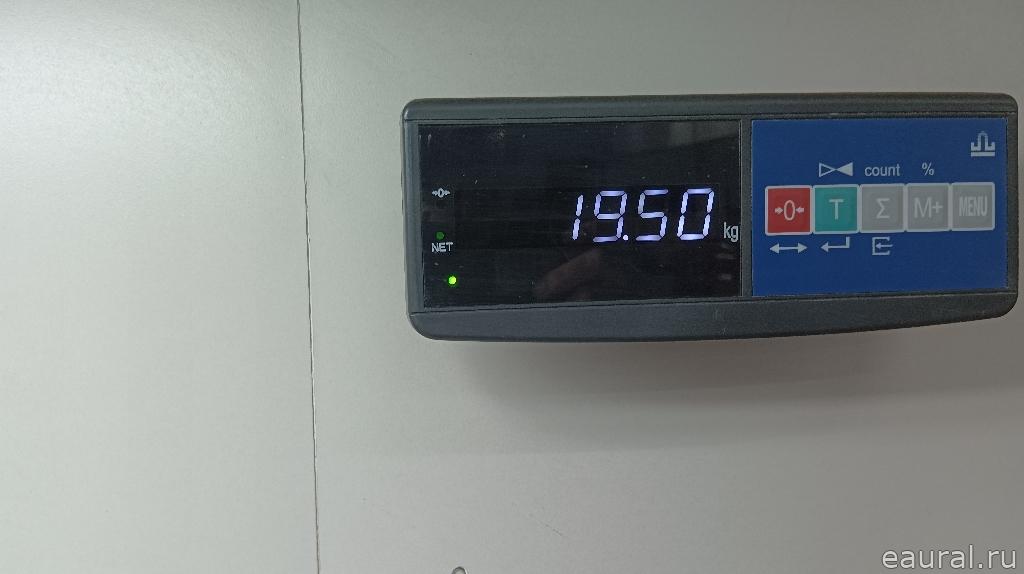 count %
→0←
19.50 kg
→0← T Σ M+ MENU
NET
eaural.ru